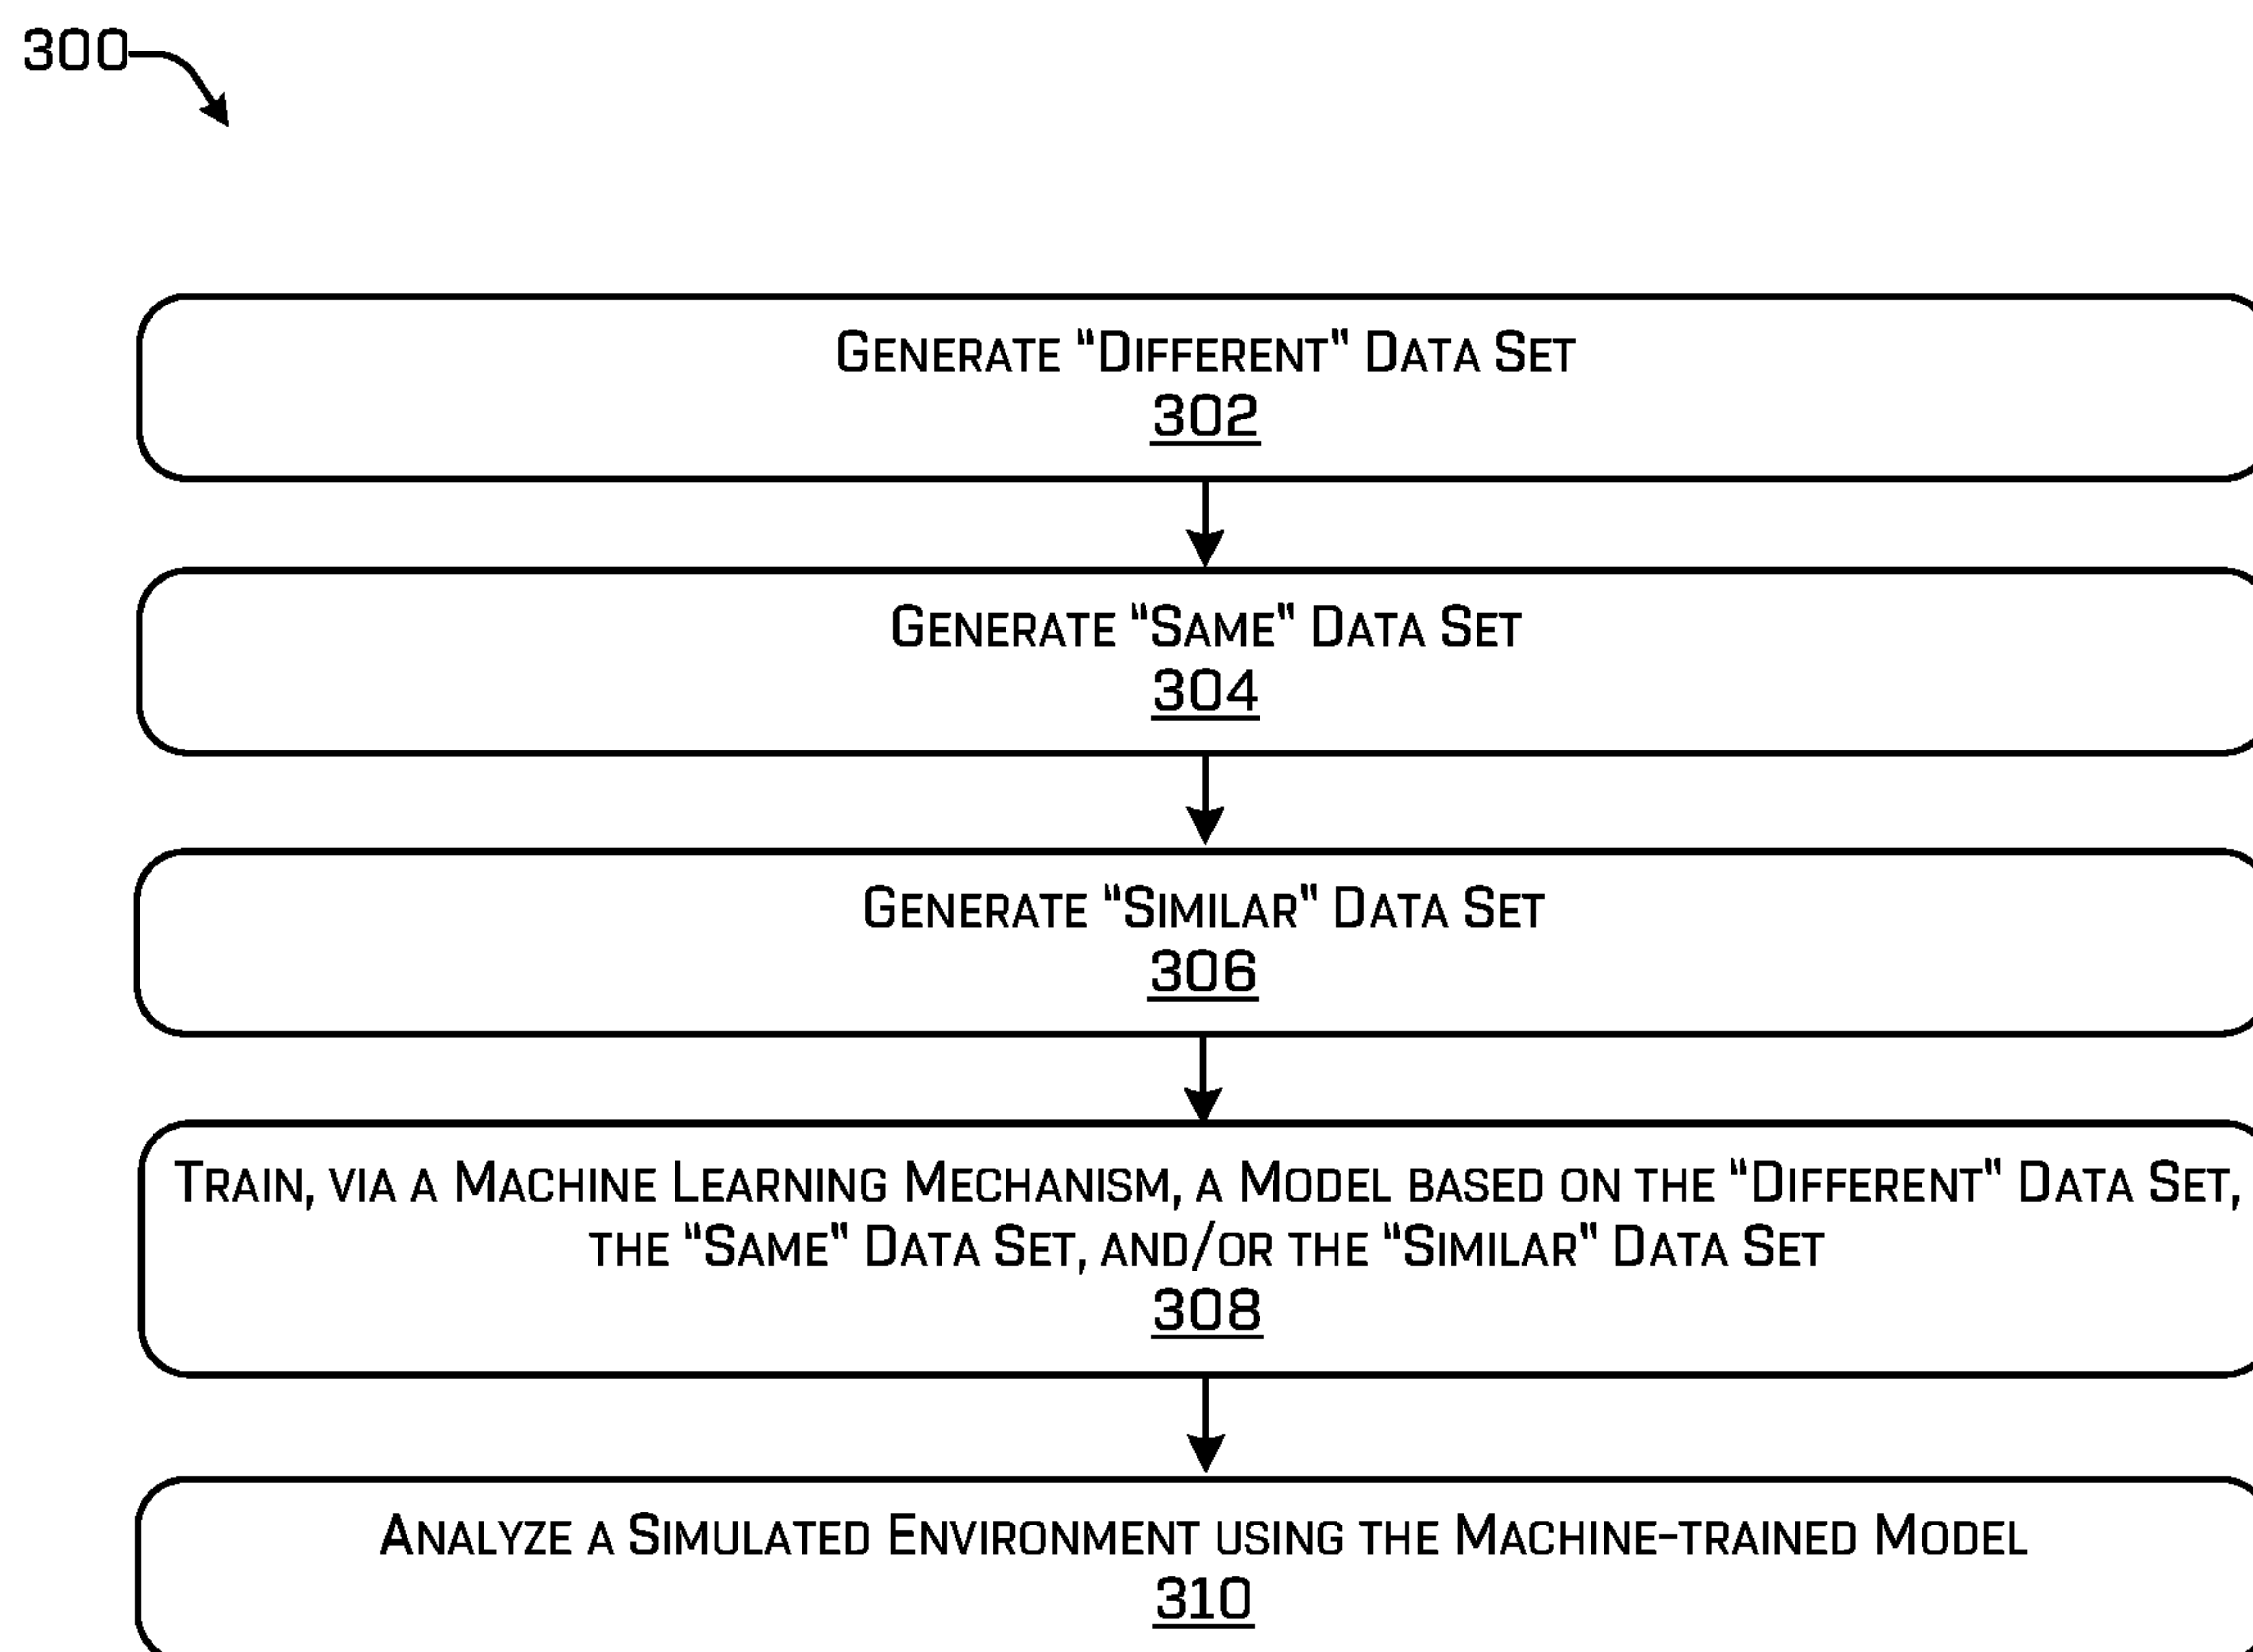 300
Generate "Different" Data Set
302
Generate "Same" Data Set
304
Generate "Similar" Data Set
306
Train, via a Machine Learning Mechanism, a Model based on the "Different" Data Set,
the "Same" Data Set, and/or the "Similar" Data Set
308
Analyze a Simulated Environment using the Machine-trained Model
310